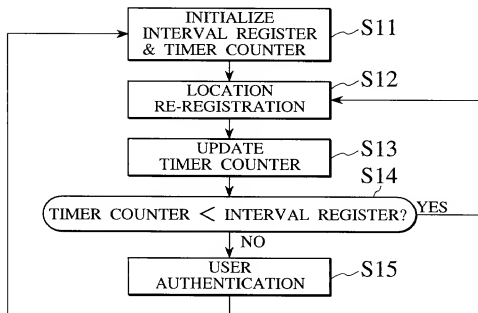 INITIALIZE
INTERVAL REGISTER
& TIMER COUNTER
S11
LOCATION
RE-REGISTRATION
S12
UPDATE
TIMER COUNTER
S13
S14
TIMER COUNTER < INTERVAL REGISTER?
YES
NO
USER
AUTHENTICATION
S15